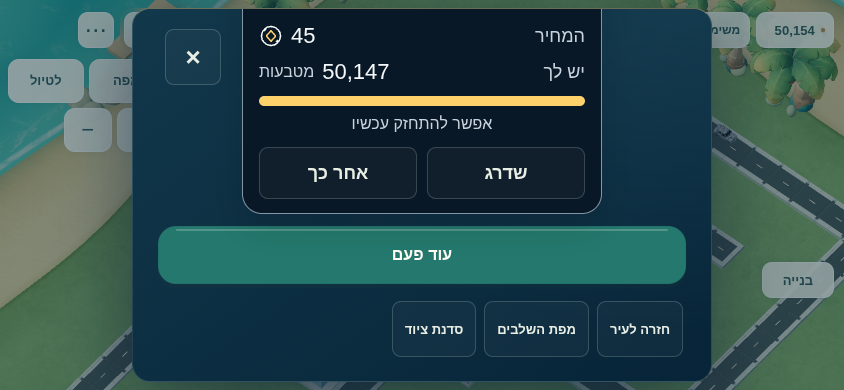 50,154
משימ
...
מפה
לטיול
–
בנייה
×
המחיר 45
יש לך 50,147 מטבעות
אפשר להתחזק עכשיו
שדרג
אחר כך
עוד פעם
חזרה לעיר
מפת השלבים
סדנת ציוד